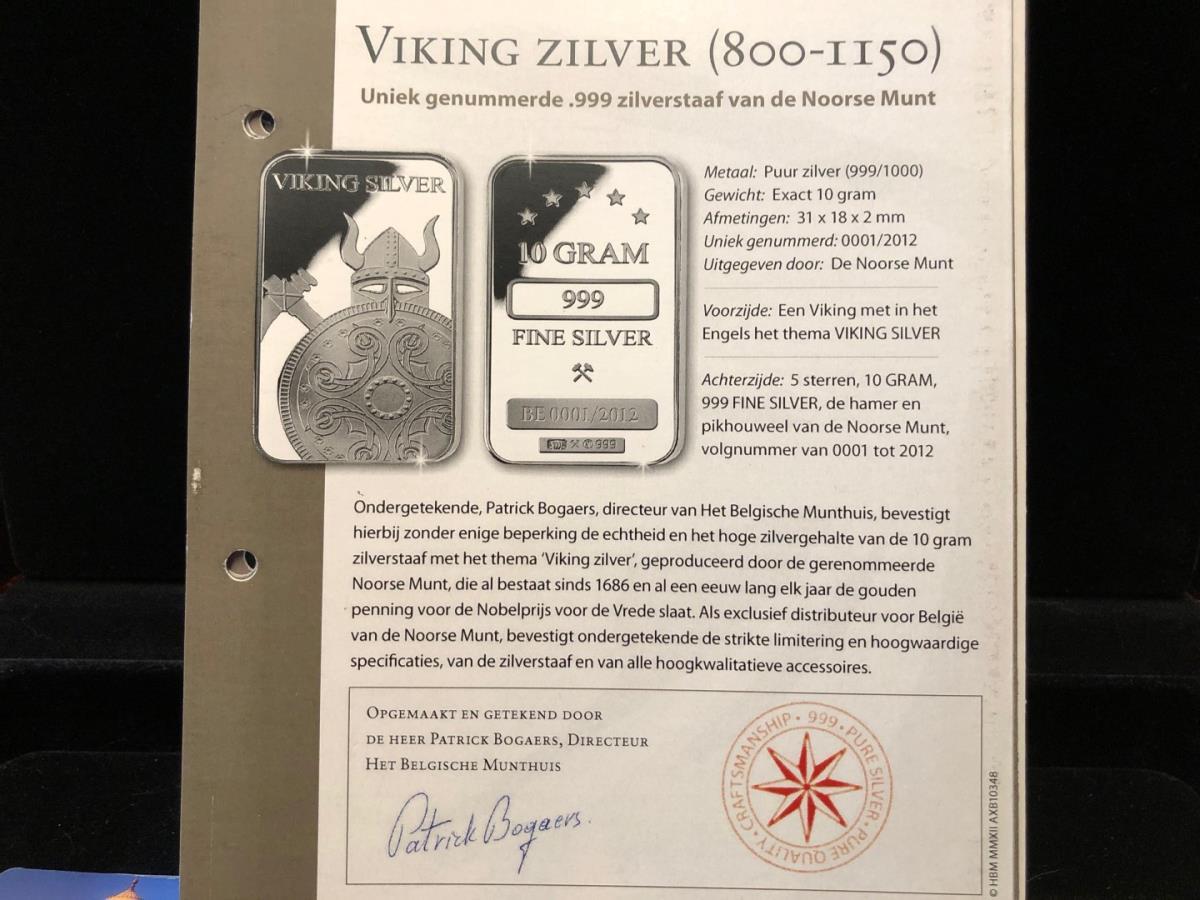 VIKING ZILVER (800-1150)
Uniek genummerde .999 zilverstaaf van de Noorse Munt
VIKING SILVER
10 GRAM
999
FINE SILVER
BE 0001/2012
999
Metaal: Puur zilver (999/1000)
Gewicht: Exact 10 gram
Afmetingen: 31 x 18 x 2 mm
Uniek genummerd: 0001/2012
Uitgegeven door: De Noorse Munt
Voorzijde: Een Viking met in het
Engels het thema VIKING SILVER
Achterzijde: 5 sterren, 10 GRAM,
999 FINE SILVER, de hamer en
pikhouweel van de Noorse Munt,
volgnummer van 0001 tot 2012
Ondergetekende, Patrick Bogaers, directeur van Het Belgische Munthuis, bevestigt
hierbij zonder enige beperking de echtheid en het hoge zilvergehalte van de 10 gram
zilverstaaf met het thema ‘Viking zilver’, geproduceerd door de gerenommeerde
Noorse Munt, die al bestaat sinds 1686 en al een eeuw lang elk jaar de gouden
penning voor de Nobelprijs voor de Vrede slaat. Als exclusief distributeur voor België
van de Noorse Munt, bevestigt ondergetekende de strikte limitering en hoogwaardige
specificaties, van de zilverstaaf en van alle hoogkwalitatieve accessoires.
OPGEMAAKT EN GETEKEND DOOR
DE HEER PATRICK BOGAERS, DIRECTEUR
HET BELGISCHE MUNTHUIS
Patrick Bogaers.
CRAFTSMANSHIP • 999 • PURE SILVER • PURE QUALITY •
© HBM MMXII AXB10348